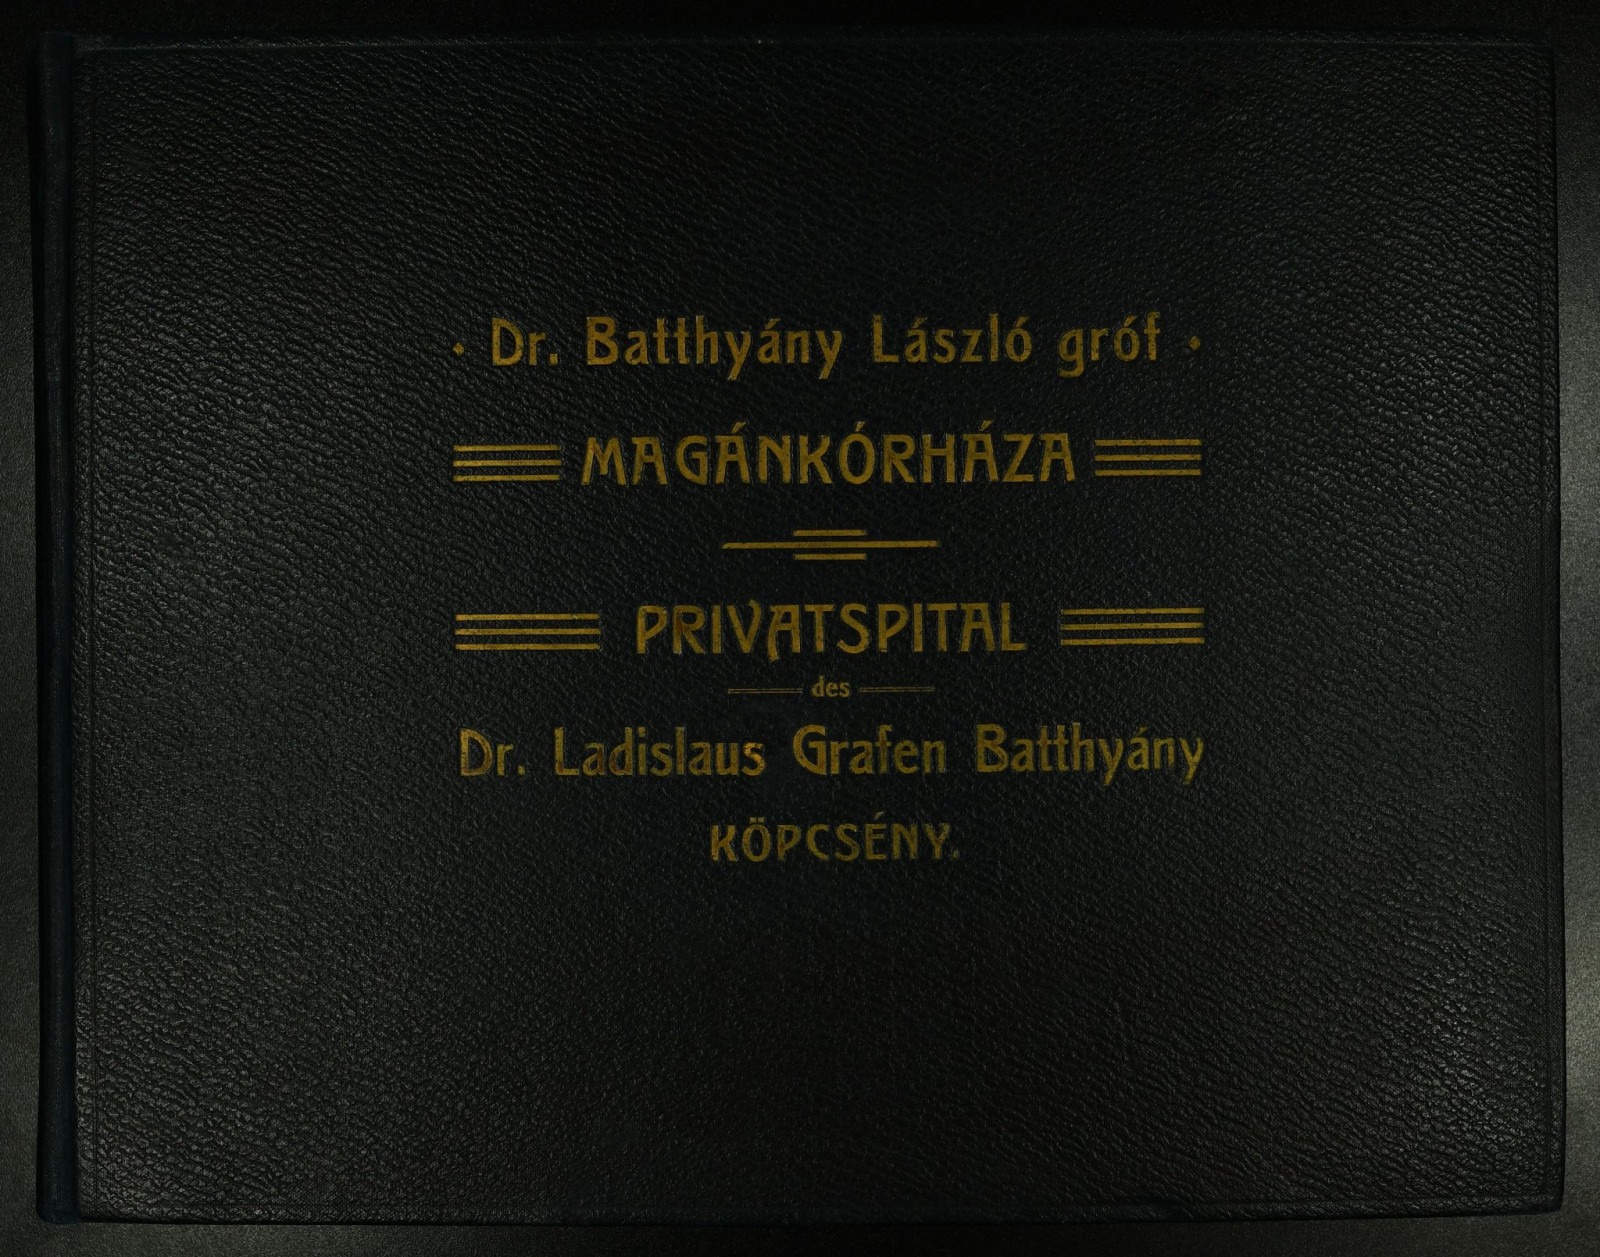 Dr. Batthyány László gróf
MAGÁNKÓRHÁZA
PRIVATSPITAL
des
Dr. Ladislaus Grafen Batthyány
KÖPCSÉNY.